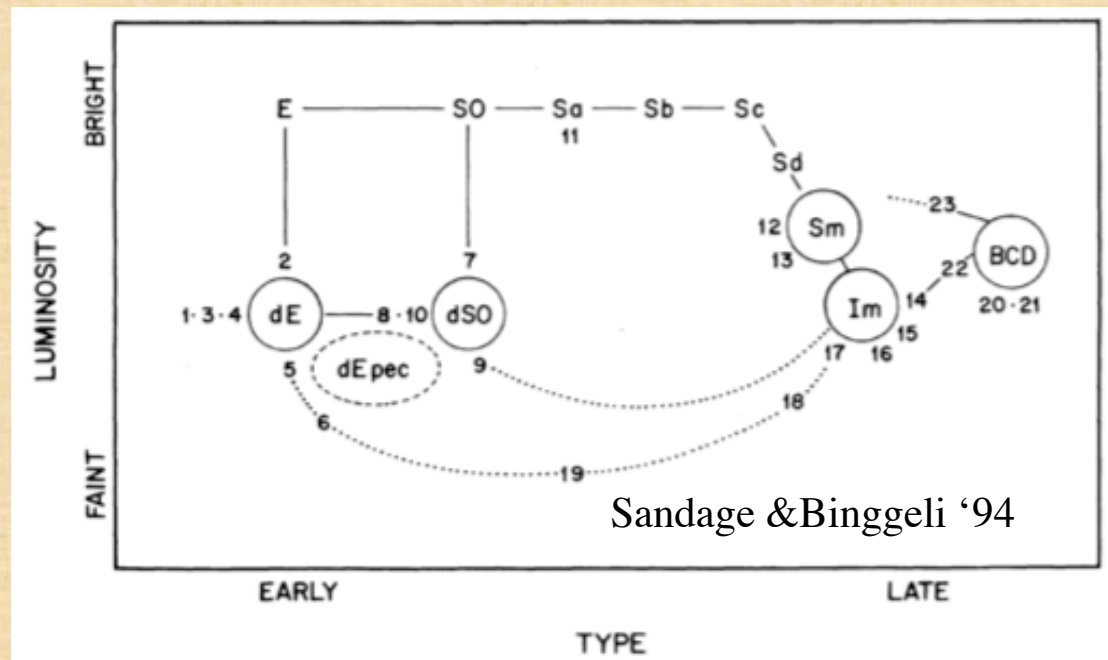 BRIGHT
LUMINOSITY
FAINT
E SO Sa Sb Sc
11
Sd
23
12 Sm
13
BCD
22
2 7
1·3·4 dE 8·10 dSO
Im 14
20·21
15
17 16
5 dEpec 9
18
6
19
Sandage &Binggeli ‘94
EARLY LATE
TYPE